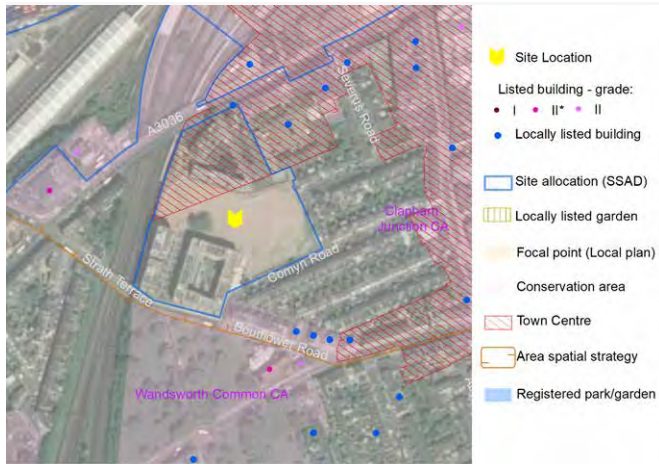 A3036
Severus Road
Clapham
Junction CA
Comyn Road
Strath Terrace
Boutflower Road
Wandsworth Common CA
Site Location
Listed building - grade:
I II* II
Locally listed building
Site allocation (SSAD)
Locally listed garden
Focal point (Local plan)
Conservation area
Town Centre
Area spatial strategy
Registered park/garden